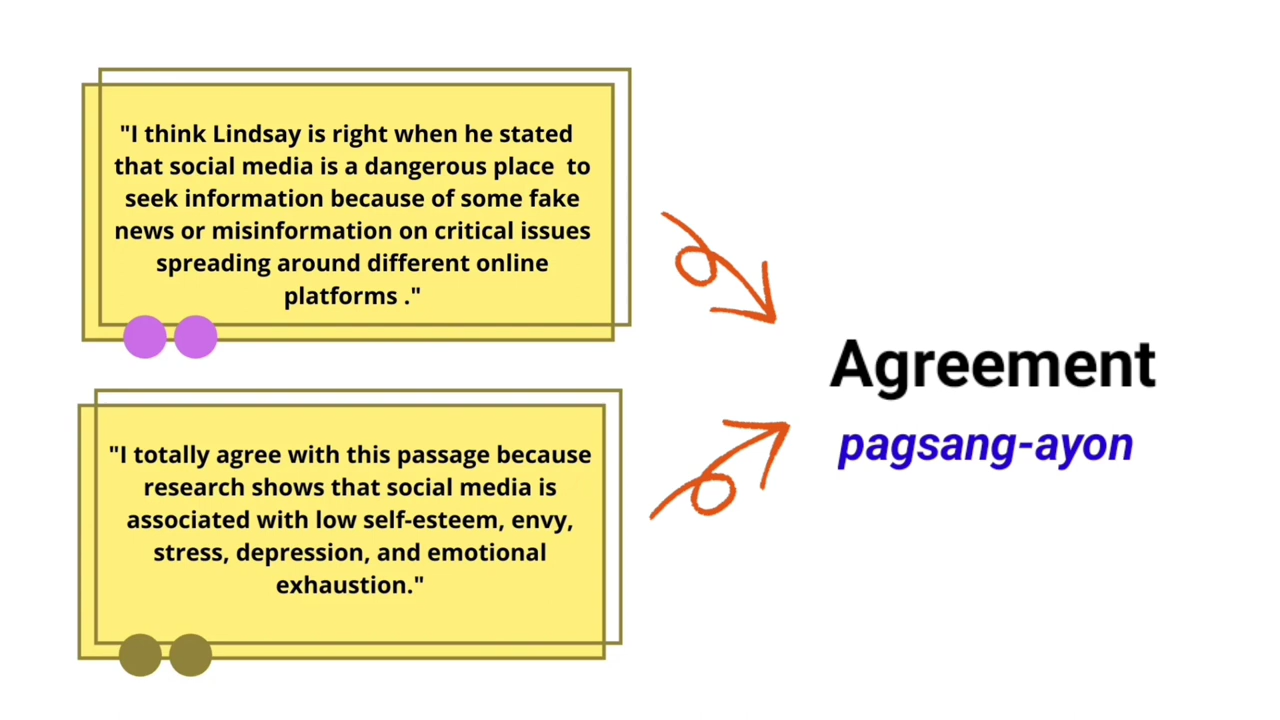 "I think Lindsay is right when he stated
that social media is a dangerous place  to
seek information because of some fake
news or misinformation on critical issues
spreading around different online
platforms ."
"I totally agree with this passage because
research shows that social media is
associated with low self-esteem, envy,
stress, depression, and emotional
exhaustion."
Agreement
pagsang-ayon